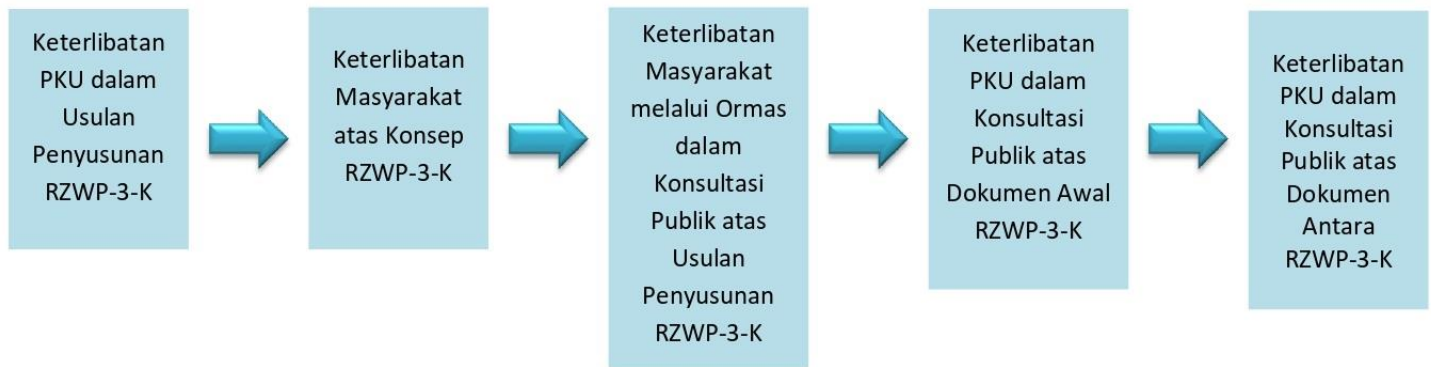 Keterlibatan
PKU dalam
Usulan
Penyusunan
RZWP-3-K
Keterlibatan
Masyarakat
atas Konsep
RZWP-3-K
Keterlibatan
Masyarakat
melalui Ormas
dalam
Konsultasi
Publik atas
Usulan
Penyusunan
RZWP-3-K
Keterlibatan
PKU dalam
Konsultasi
Publik atas
Dokumen Awal
RZWP-3-K
Keterlibatan
PKU dalam
Konsultasi
Publik atas
Dokumen
Antara
RZWP-3-K